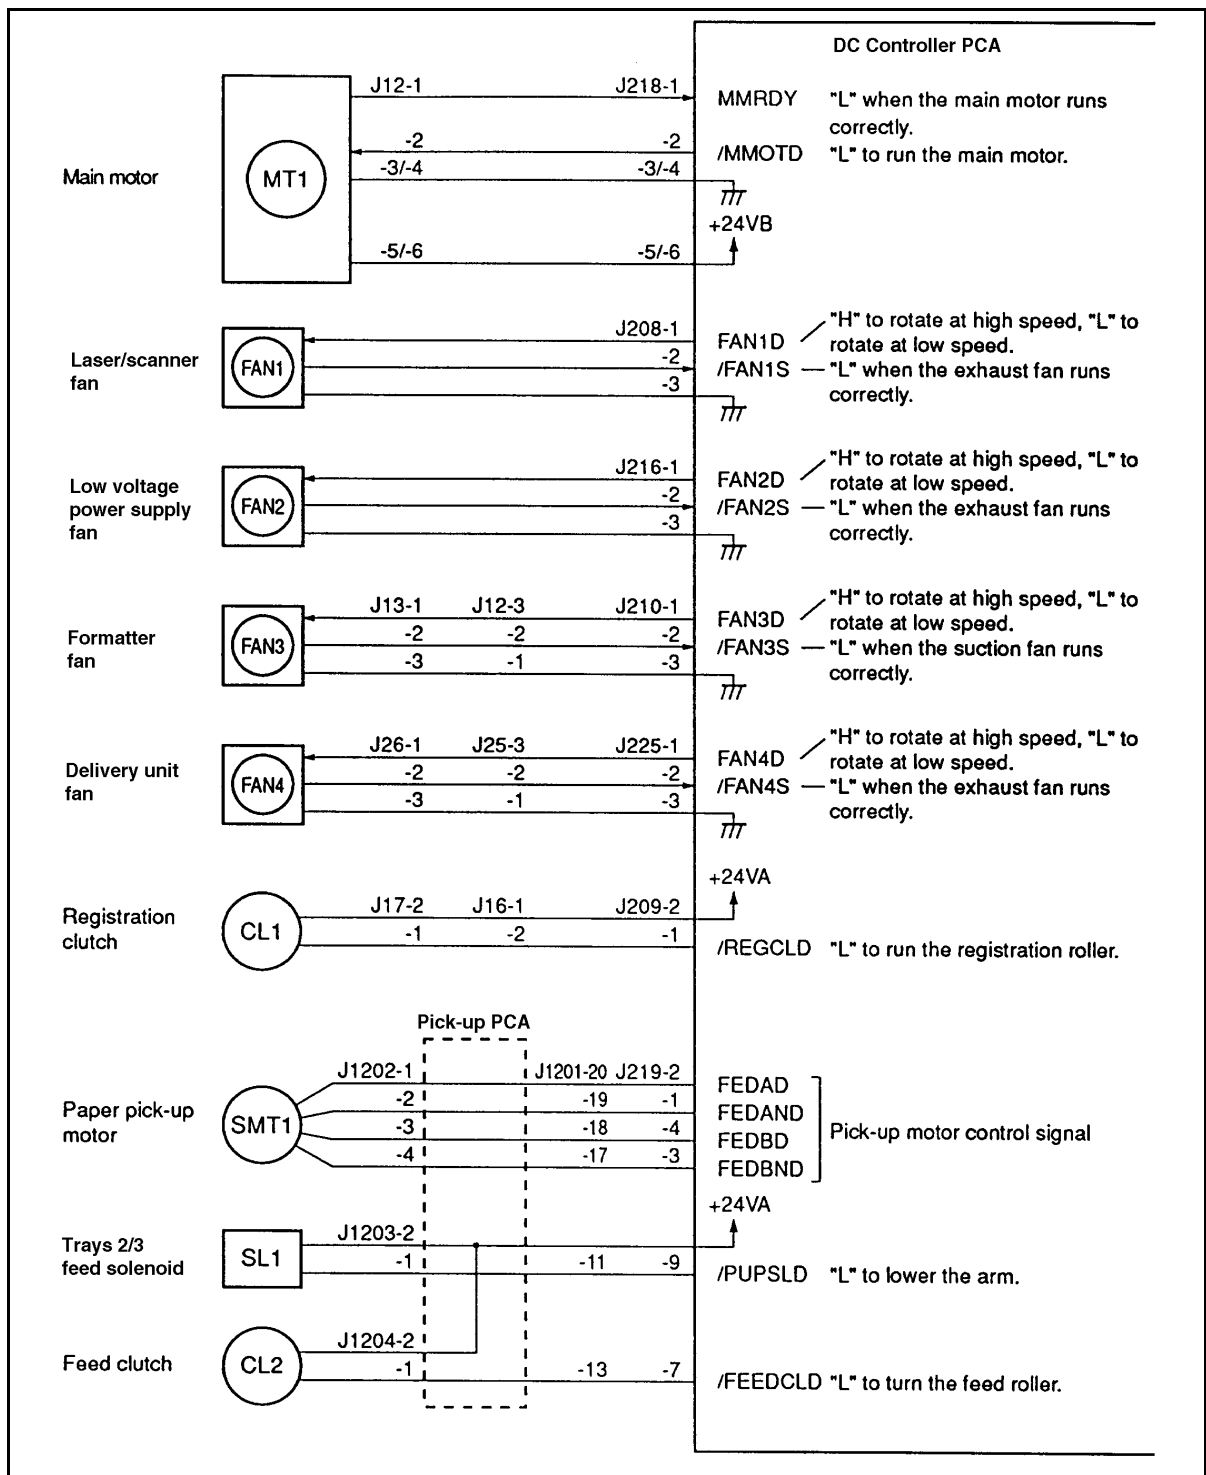 DC Controller PCA
J12-1 J218-1 MMRDY "L" when the main motor runs
correctly.
-2 -2 /MMOTD "L" to run the main motor.
Main motor MT1 -3/-4 -3/-4
+24VB
-5/-6 -5/-6
J208-1 FAN1D "H" to rotate at high speed, "L" to
rotate at low speed.
Laser/scanner
fan
FAN1 -2 /FAN1S "L" when the exhaust fan runs
correctly.
-3
J216-1 FAN2D "H" to rotate at high speed, "L" to
rotate at low speed.
Low voltage
power supply
fan
FAN2 -2 /FAN2S "L" when the exhaust fan runs
correctly.
-3
J13-1 J12-3 J210-1 FAN3D "H" to rotate at high speed, "L" to
rotate at low speed.
Formatter
fan
FAN3 -2 -2 -2 /FAN3S "L" when the suction fan runs
correctly.
-3 -1 -3
J26-1 J25-3 J225-1 FAN4D "H" to rotate at high speed, "L" to
rotate at low speed.
Delivery unit
fan
FAN4 -2 -2 -2 /FAN4S "L" when the exhaust fan runs
correctly.
-3 -1 -3
+24VA
Registration
clutch
CL1 J17-2 J16-1 J209-2
-1 -2 -1 /REGCLD "L" to run the registration roller.
Pick-up PCA
J1202-1 J1201-20 J219-2 FEDAD
Paper pick-up
motor
SMT1 -2 -19 -1 FEDAND
-3 -18 -4 FEDBD
Pick-up motor control signal
-4 -17 -3 FEDBND
+24VA
Trays 2/3
feed solenoid
SL1 J1203-2
-1 -11 -9 /PUPSLD "L" to lower the arm.
Feed clutch CL2 J1204-2
-1 -13 -7 /FEEDCLD "L" to turn the feed roller.